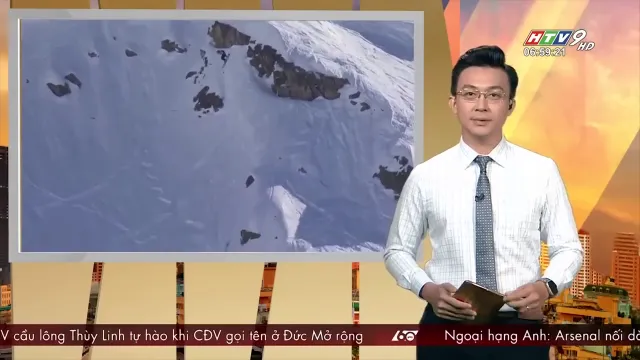 HTV9 HD
06:59:21
V cầu lông Thùy Linh tự hào khi CĐV gọi tên ở Đức Mở rộng
Ngoại hạng Anh: Arsenal nối d